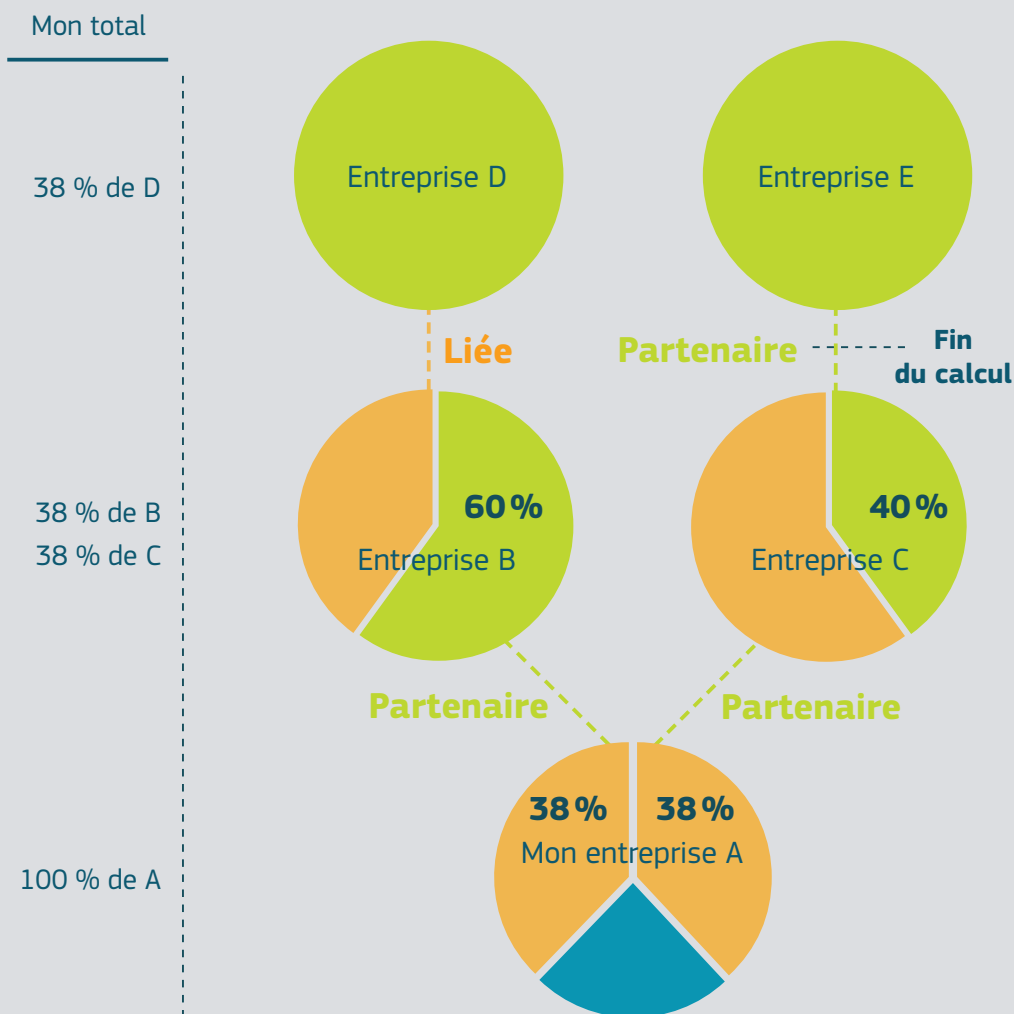 Mon total
Entreprise D
Entreprise E
38 % de D
Liée
Partenaire
Fin
du calcul
60 %
40 %
38 % de B
38 % de C
Entreprise B
Entreprise C
Partenaire
Partenaire
38 %
38 %
Mon entreprise A
100 % de A